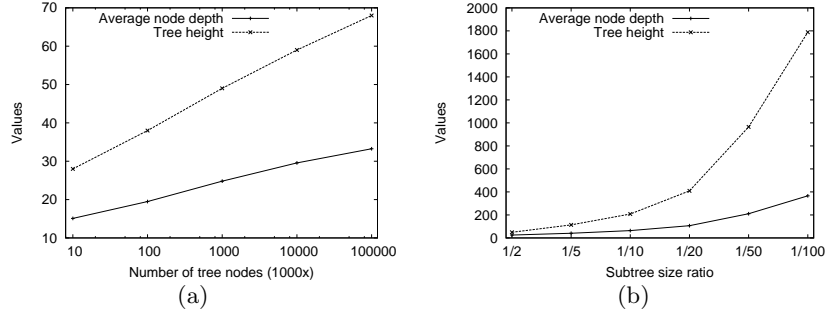 Values
70
60
50
40
30
20
10
Average node depth
Tree height
10 100 1000 10000 100000
Number of tree nodes (1000x)
(a)
Values
2000
1800
1600
1400
1200
1000
800
600
400
200
0
Average node depth
Tree height
1/2 1/5 1/10 1/20 1/50 1/100
Subtree size ratio
(b)